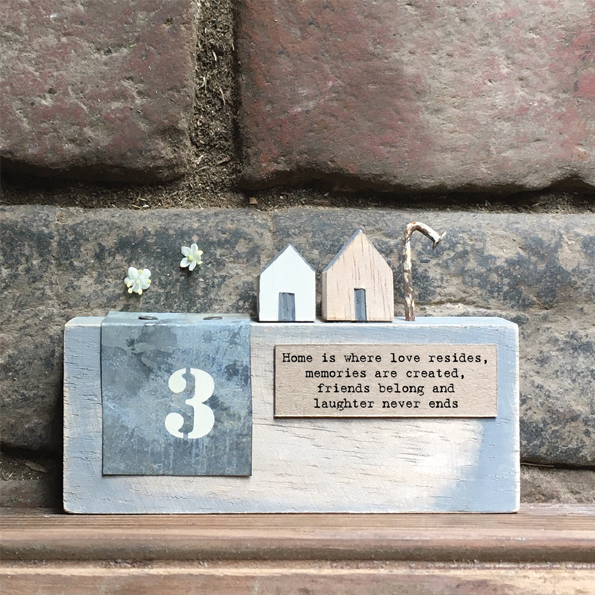 3
Home is where love resides,
memories are created,
friends belong and
laughter never ends